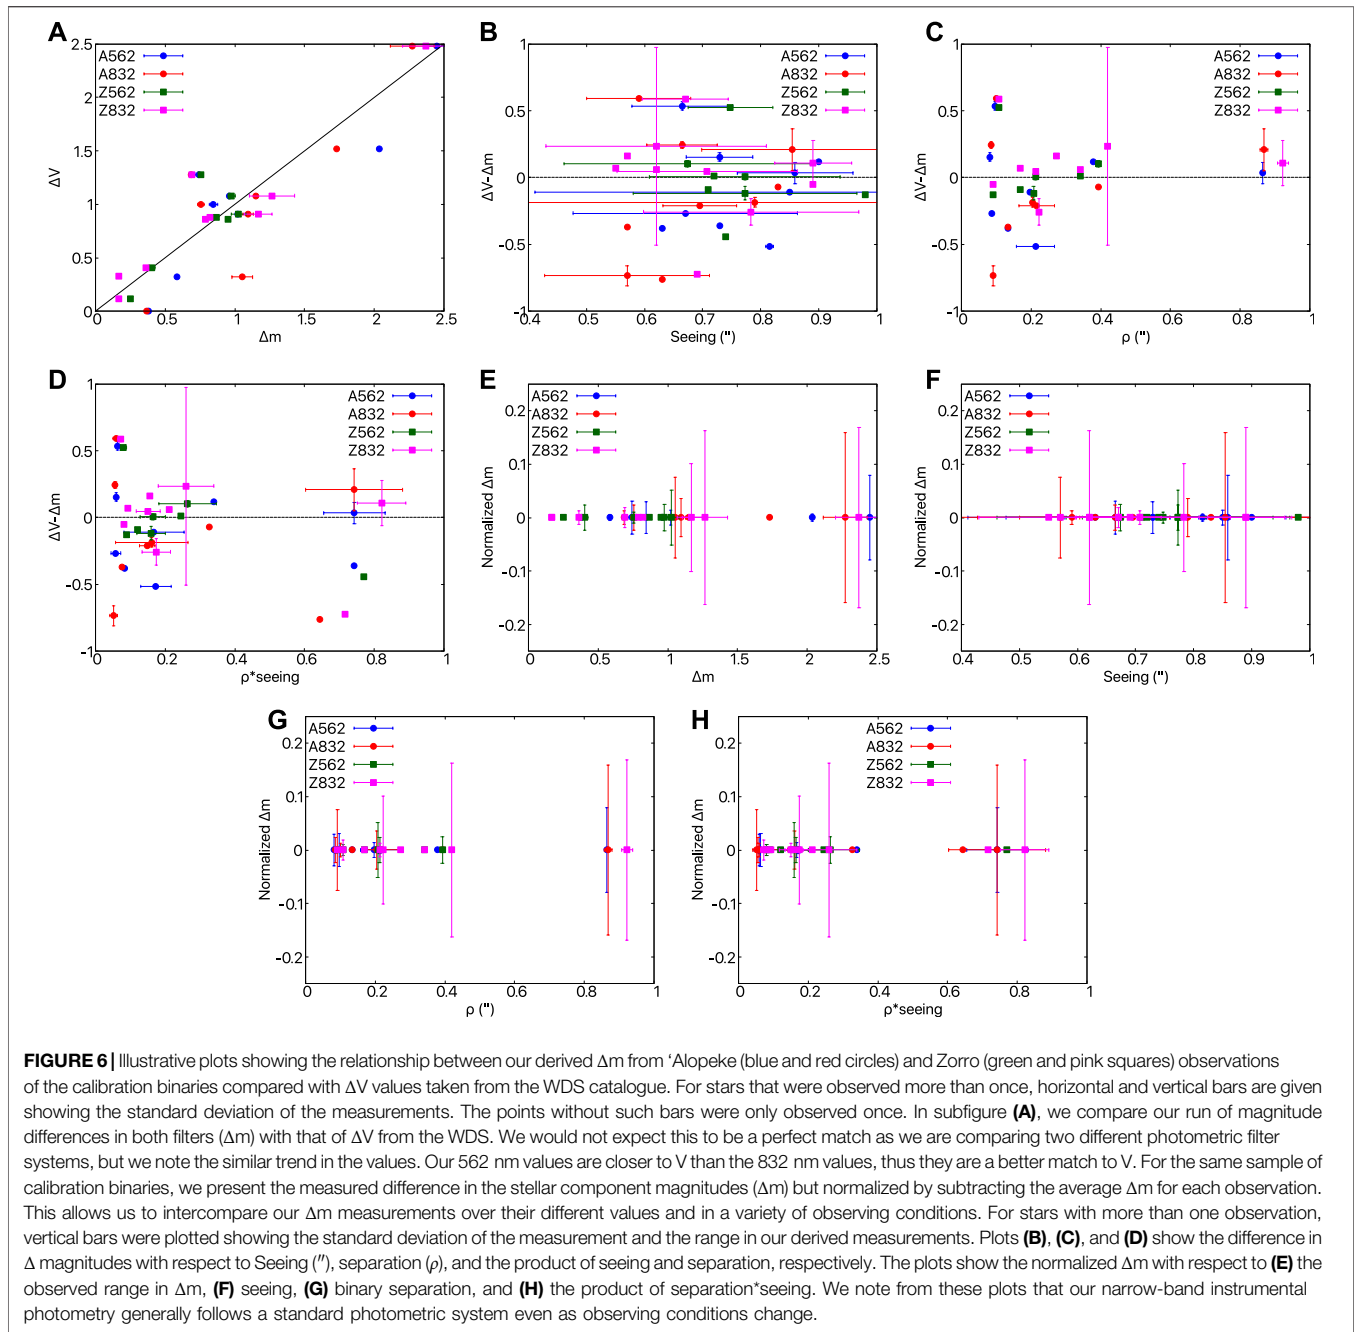 A
A562
A832
Z562
Z832
ΔV
2.5
2
1.5
1
0.5
0
0 0.5 1 1.5 2 2.5
Δm
B
A562
A832
Z562
Z832
ΔV-Δm
1
0.5
0
-0.5
-1
0.4 0.5 0.6 0.7 0.8 0.9 1
Seeing (")
C
A562
A832
Z562
Z832
ΔV-Δm
1
0.5
0
-0.5
-1
0 0.2 0.4 0.6 0.8 1
ρ (")
D
A562
A832
Z562
Z832
ΔV-Δm
1
0.5
0
-0.5
-1
0 0.2 0.4 0.6 0.8 1
ρ*seeing
E
A562
A832
Z562
Z832
Normalized Δm
0.2
0.1
0
-0.1
-0.2
0 0.5 1 1.5 2 2.5
Δm
F
A562
A832
Z562
Z832
Normalized Δm
0.2
0.1
0
-0.1
-0.2
0.4 0.5 0.6 0.7 0.8 0.9 1
Seeing (")
G
A562
A832
Z562
Z832
Normalized Δm
0.2
0.1
0
-0.1
-0.2
0 0.2 0.4 0.6 0.8 1
ρ (")
H
A562
A832
Z562
Z832
Normalized Δm
0.2
0.1
0
-0.1
-0.2
0 0.2 0.4 0.6 0.8 1
ρ*seeing
FIGURE 6 | Illustrative plots showing the relationship between our derived Δm from ‘Alopeke (blue and red circles) and Zorro (green and pink squares) observations
of the calibration binaries compared with ΔV values taken from the WDS catalogue. For stars that were observed more than once, horizontal and vertical bars are given
showing the standard deviation of the measurements. The points without such bars were only observed once. In subfigure (A), we compare our run of magnitude
differences in both filters (Δm) with that of ΔV from the WDS. We would not expect this to be a perfect match as we are comparing two different photometric filter
systems, but we note the similar trend in the values. Our 562 nm values are closer to V than the 832 nm values, thus they are a better match to V. For the same sample of
calibration binaries, we present the measured difference in the stellar component magnitudes (Δm) but normalized by subtracting the average Δm for each observation.
This allows us to intercompare our Δm measurements over their different values and in a variety of observing conditions. For stars with more than one observation,
vertical bars were plotted showing the standard deviation of the measurement and the range in our derived measurements. Plots (B), (C), and (D) show the difference in
Δ magnitudes with respect to Seeing (″), separation (ρ), and the product of seeing and separation, respectively. The plots show the normalized Δm with respect to (E) the
observed range in Δm, (F) seeing, (G) binary separation, and (H) the product of separation*seeing. We note from these plots that our narrow-band instrumental
photometry generally follows a standard photometric system even as observing conditions change.